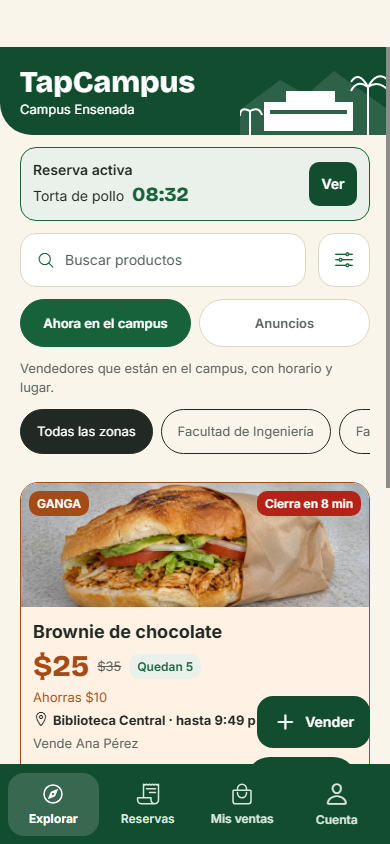 TapCampus
Campus Ensenada
Reserva activa
Torta de pollo 08:32
Ver
Buscar productos
Ahora en el campus
Anuncios
Vendedores que están en el campus, con horario y
lugar.
Todas las zonas
Facultad de Ingeniería
Fa
GANGA
Cierra en 8 min
Brownie de chocolate
$25 $35 Quedan 5
Ahorras $10
Biblioteca Central · hasta 9:49 p
Vender
Vende Ana Pérez
Explorar
Reservas
Mis ventas
Cuenta